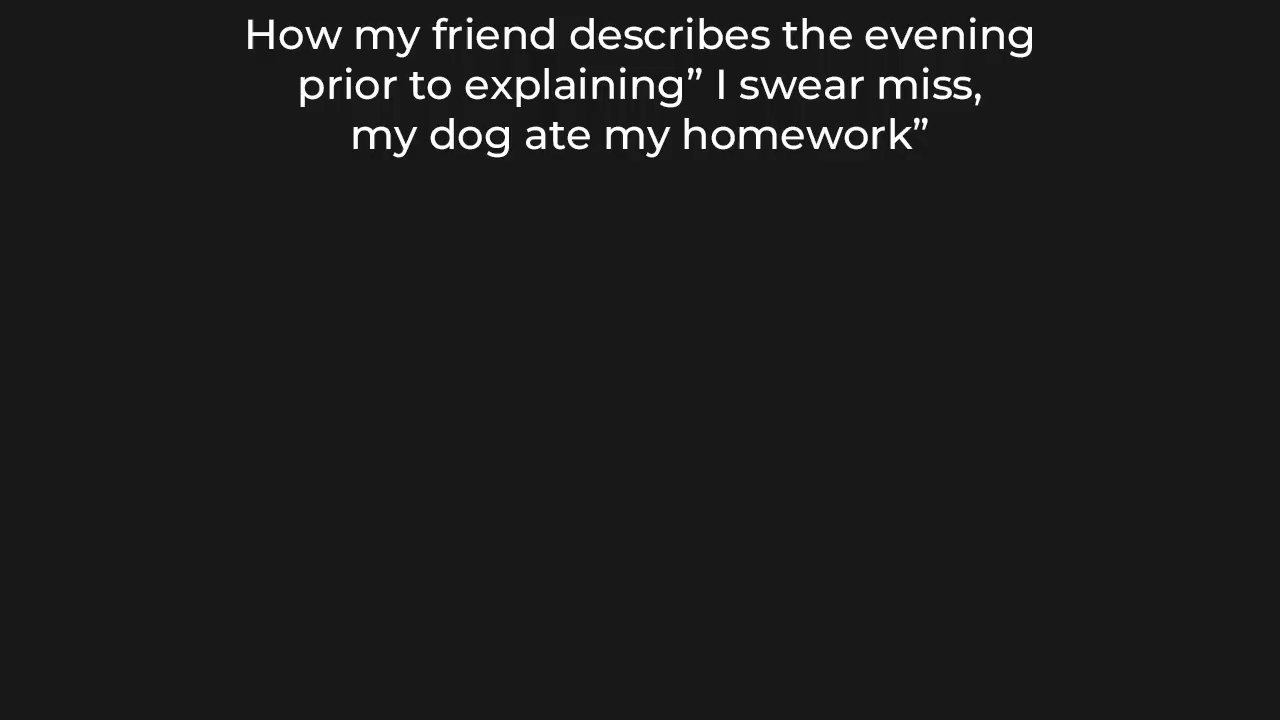 How my friend describes the evening
prior to explaining” I swear miss,
my dog ate my homework”